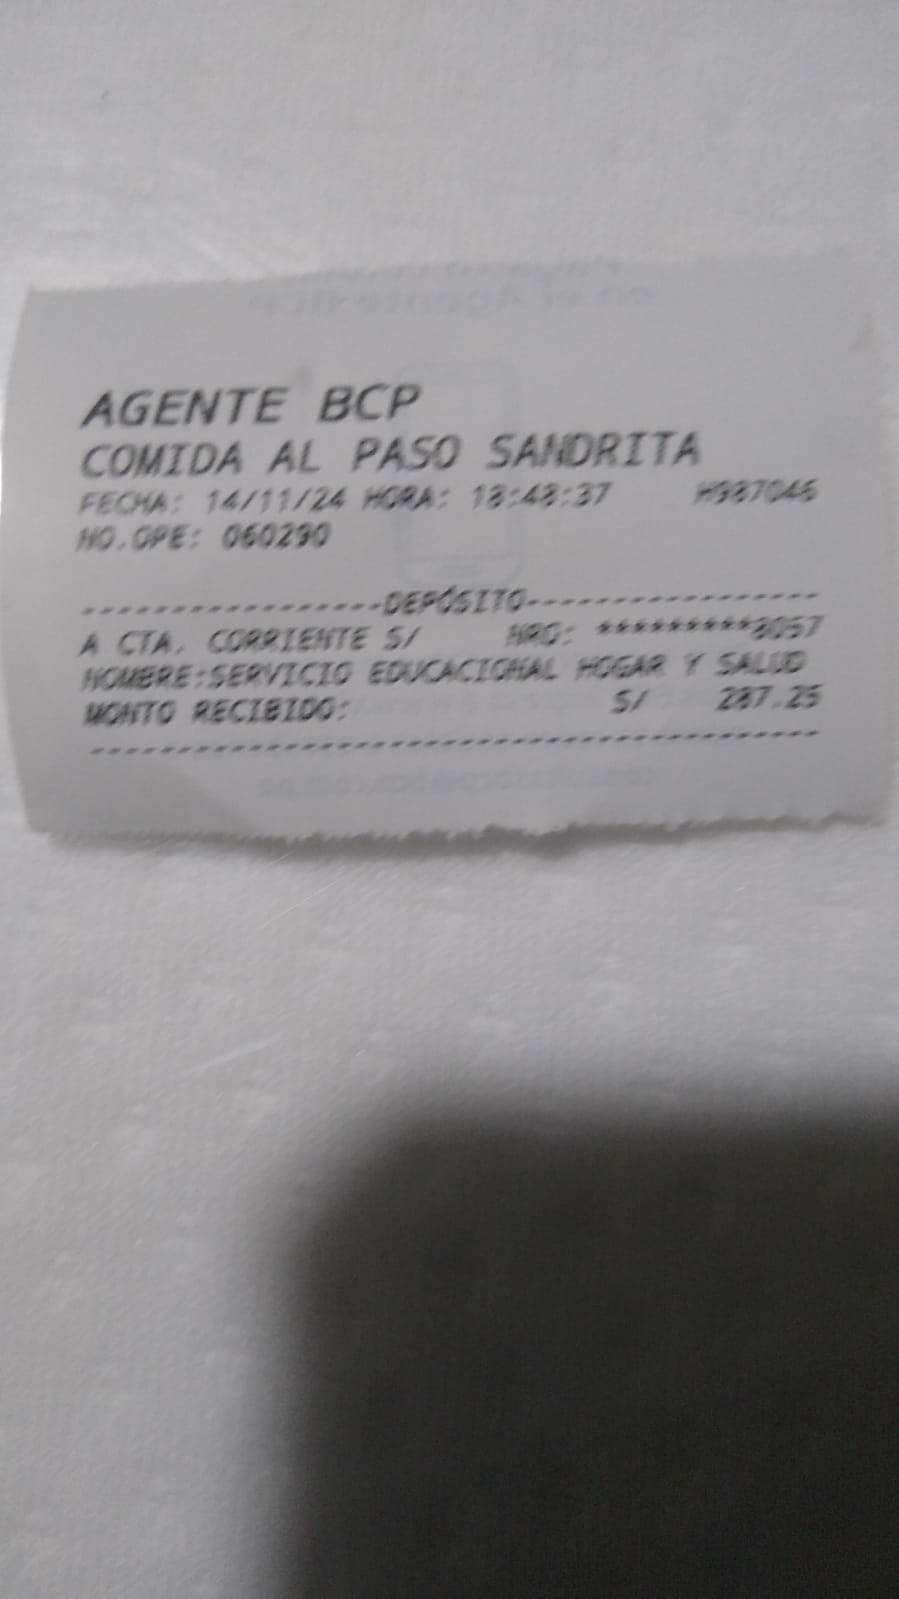 AGENTE BCP
COMIDA AL PASO SANDRITA
FECHA: 14/11/24 HORA: 18:48:37 H987046
NO.OPE: 060290
-----------------DEPÓSITO-----------------
A CTA. CORRIENTE S/ NRO: *********8057
NOMBRE:SERVICIO EDUCACIONAL HOGAR Y SALUD
MONTO RECIBIDO: S/ 287.25